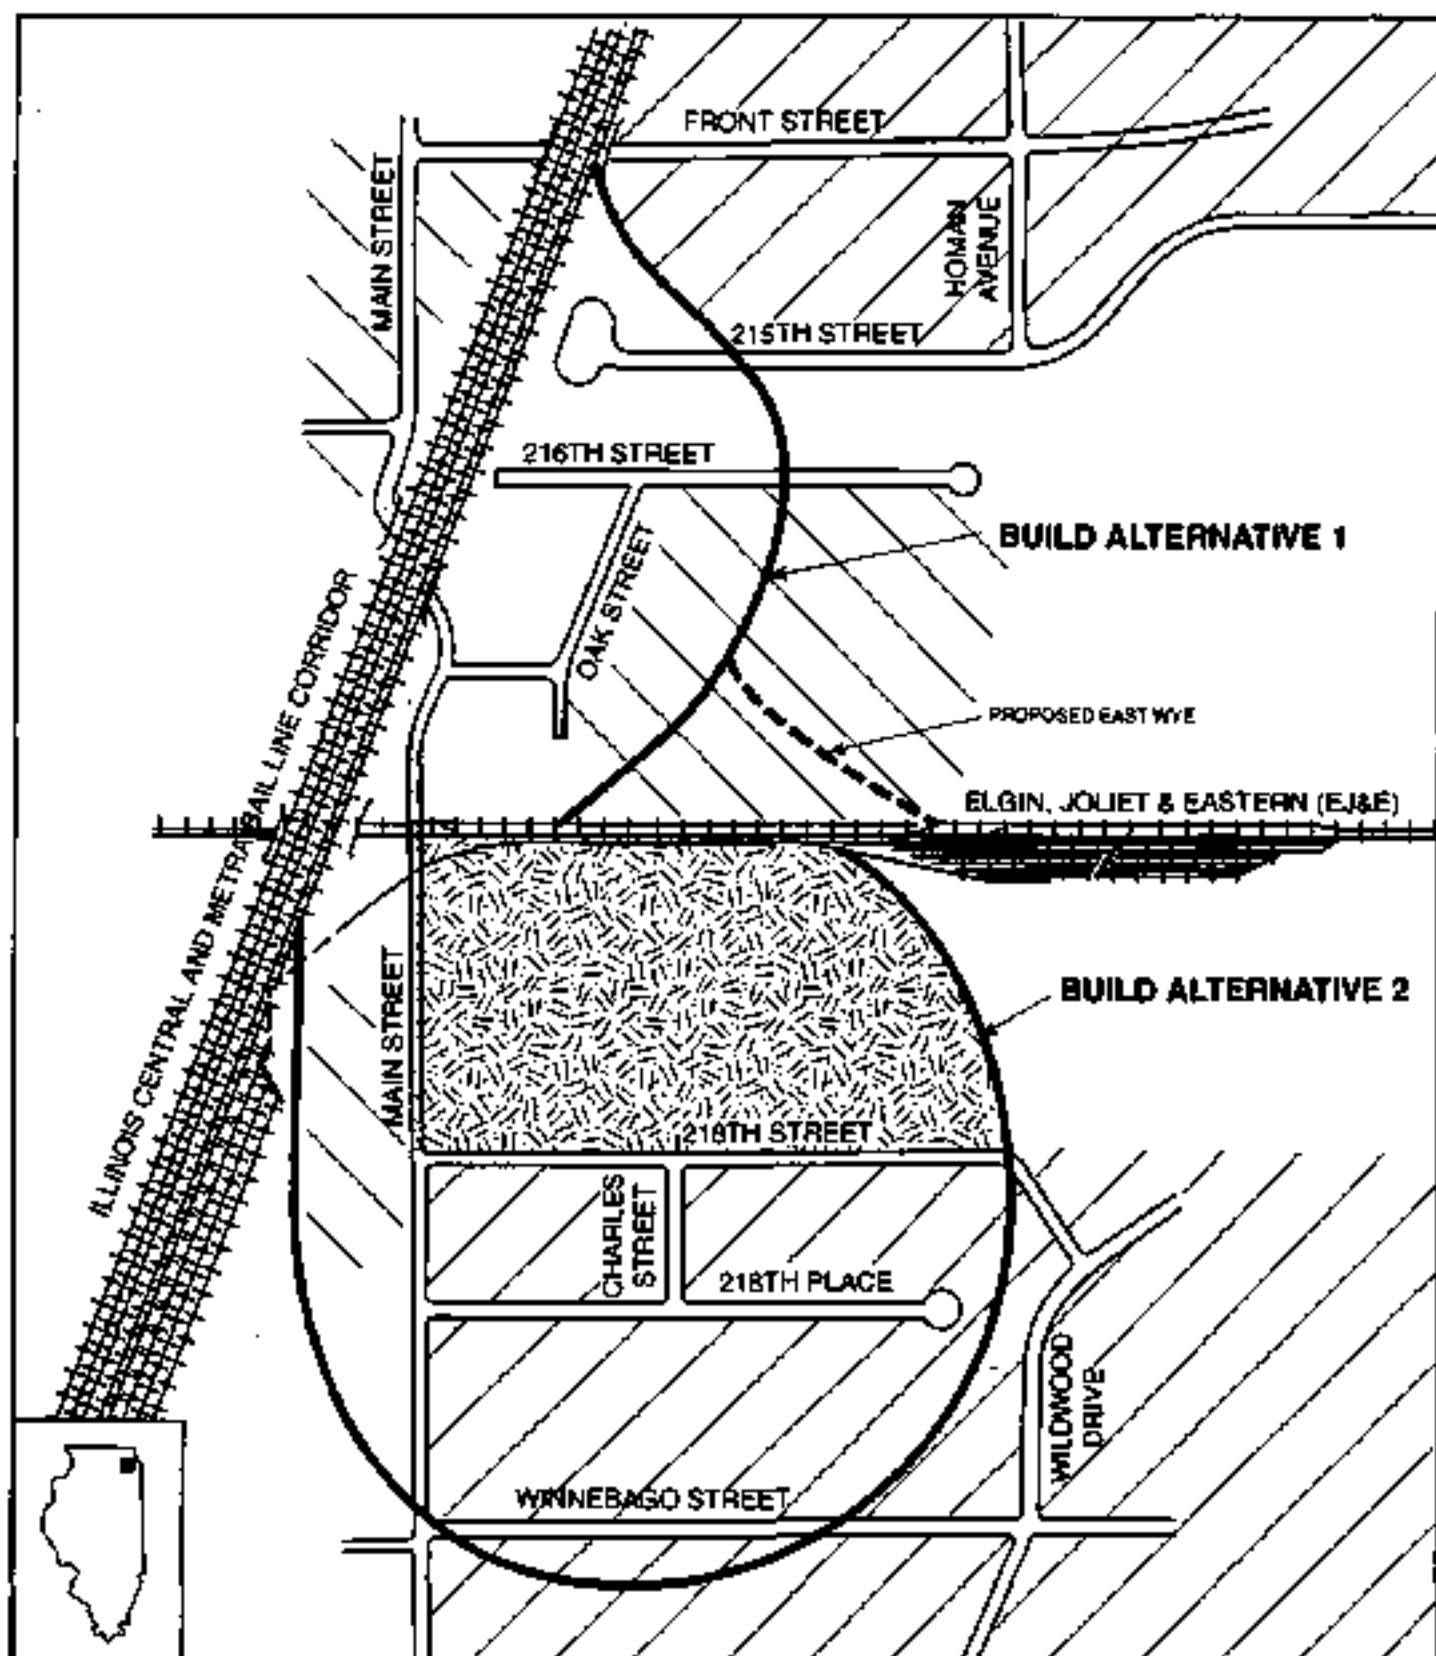 FRONT STREET
MAIN STREET
HOMAN
AVENUE
215TH STREET
216TH STREET
BUILD ALTERNATIVE 1
OAK STREET
PROPOSED EAST WYE
ILLINOIS CENTRAL AND METRA RAIL LINE CORRIDOR
ELGIN, JOLIET & EASTERN (EJ&E)
MAIN STREET
BUILD ALTERNATIVE 2
218TH STREET
CHARLES
STREET
218TH PLACE
WILDWOOD
DRIVE
WINNEBAGO STREET